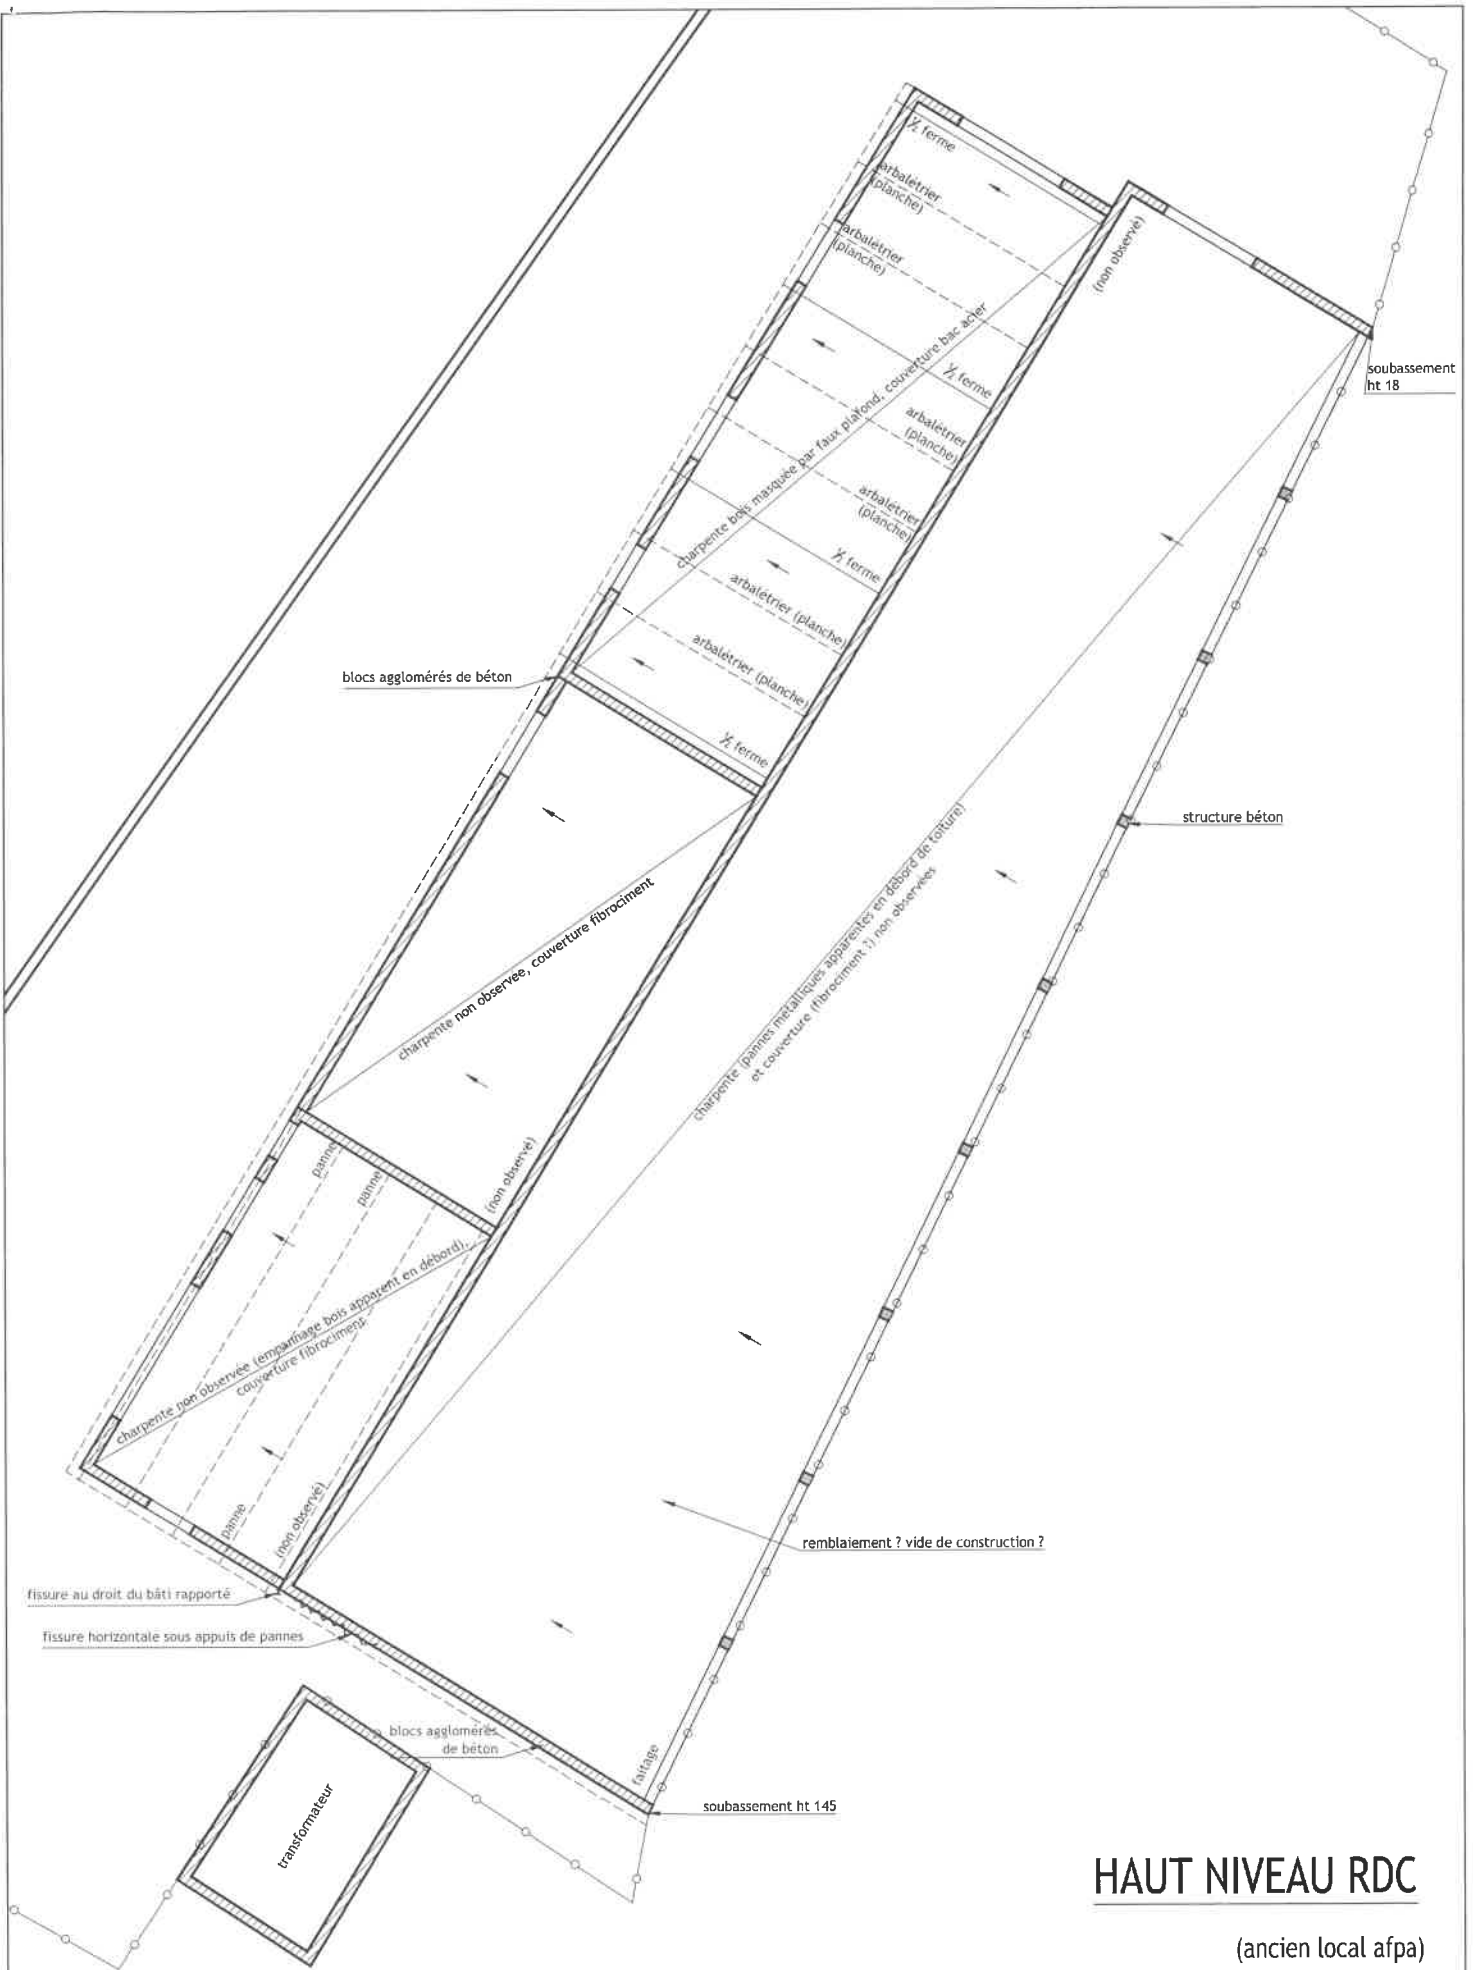 ½ ferme
arbalétrier
(planche)
arbalétrier
(planche)
(non observé)
soubassement
ht 18
charpente bois masquée par faux plafond, couverture bac acier
½ ferme
arbalétrier
(planche)
arbalétrier
(planche)
½ ferme
arbalétrier (planche)
arbalétrier (planche)
blocs agglomérés de béton
½ ferme
structure béton
charpente non observée, couverture fibrociment
charpente (pannes métalliques apparentes en débord de toiture)
et couverture (fibrociment ?) non observées
panne
panne
(non observé)
charpente non observée (empannage bois apparent en débord),
couverture fibrociment
panne
(non observé)
remblaiement ? vide de construction ?
fissure au droit du bâti rapporté
fissure horizontale sous appuis de pannes
blocs agglomérés
de béton
faîtage
soubassement ht 145
transformateur
HAUT NIVEAU RDC
(ancien local afpa)